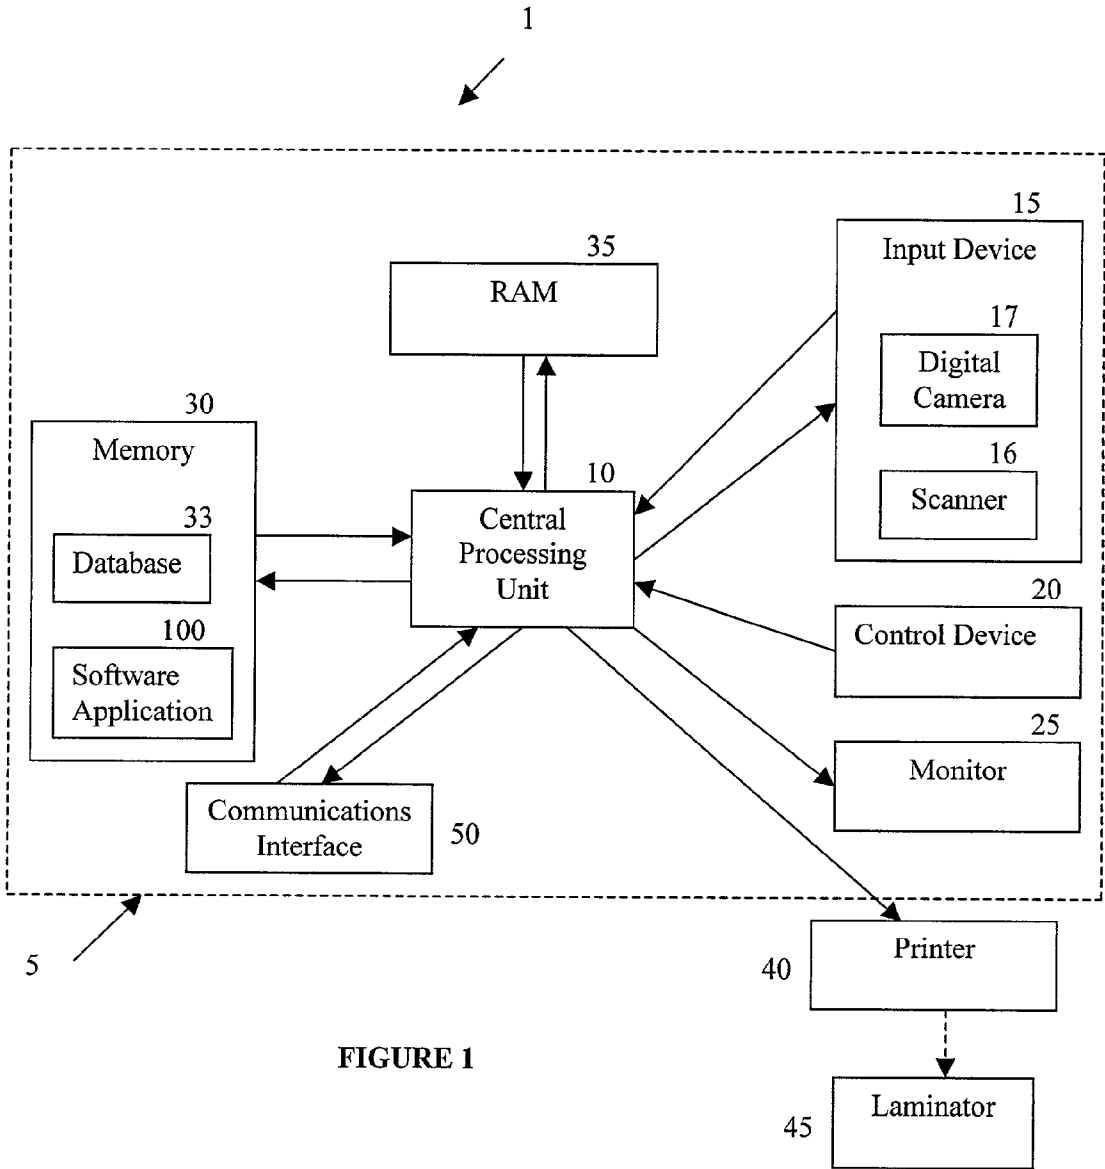 1
15
Input Device
35
RAM
17
Digital
Camera
30
Memory
10
Central
Processing
Unit
16
Scanner
33
Database
20
Control Device
100
Software
Application
25
Monitor
Communications
Interface
50
5
Printer
40
FIGURE 1
Laminator
45